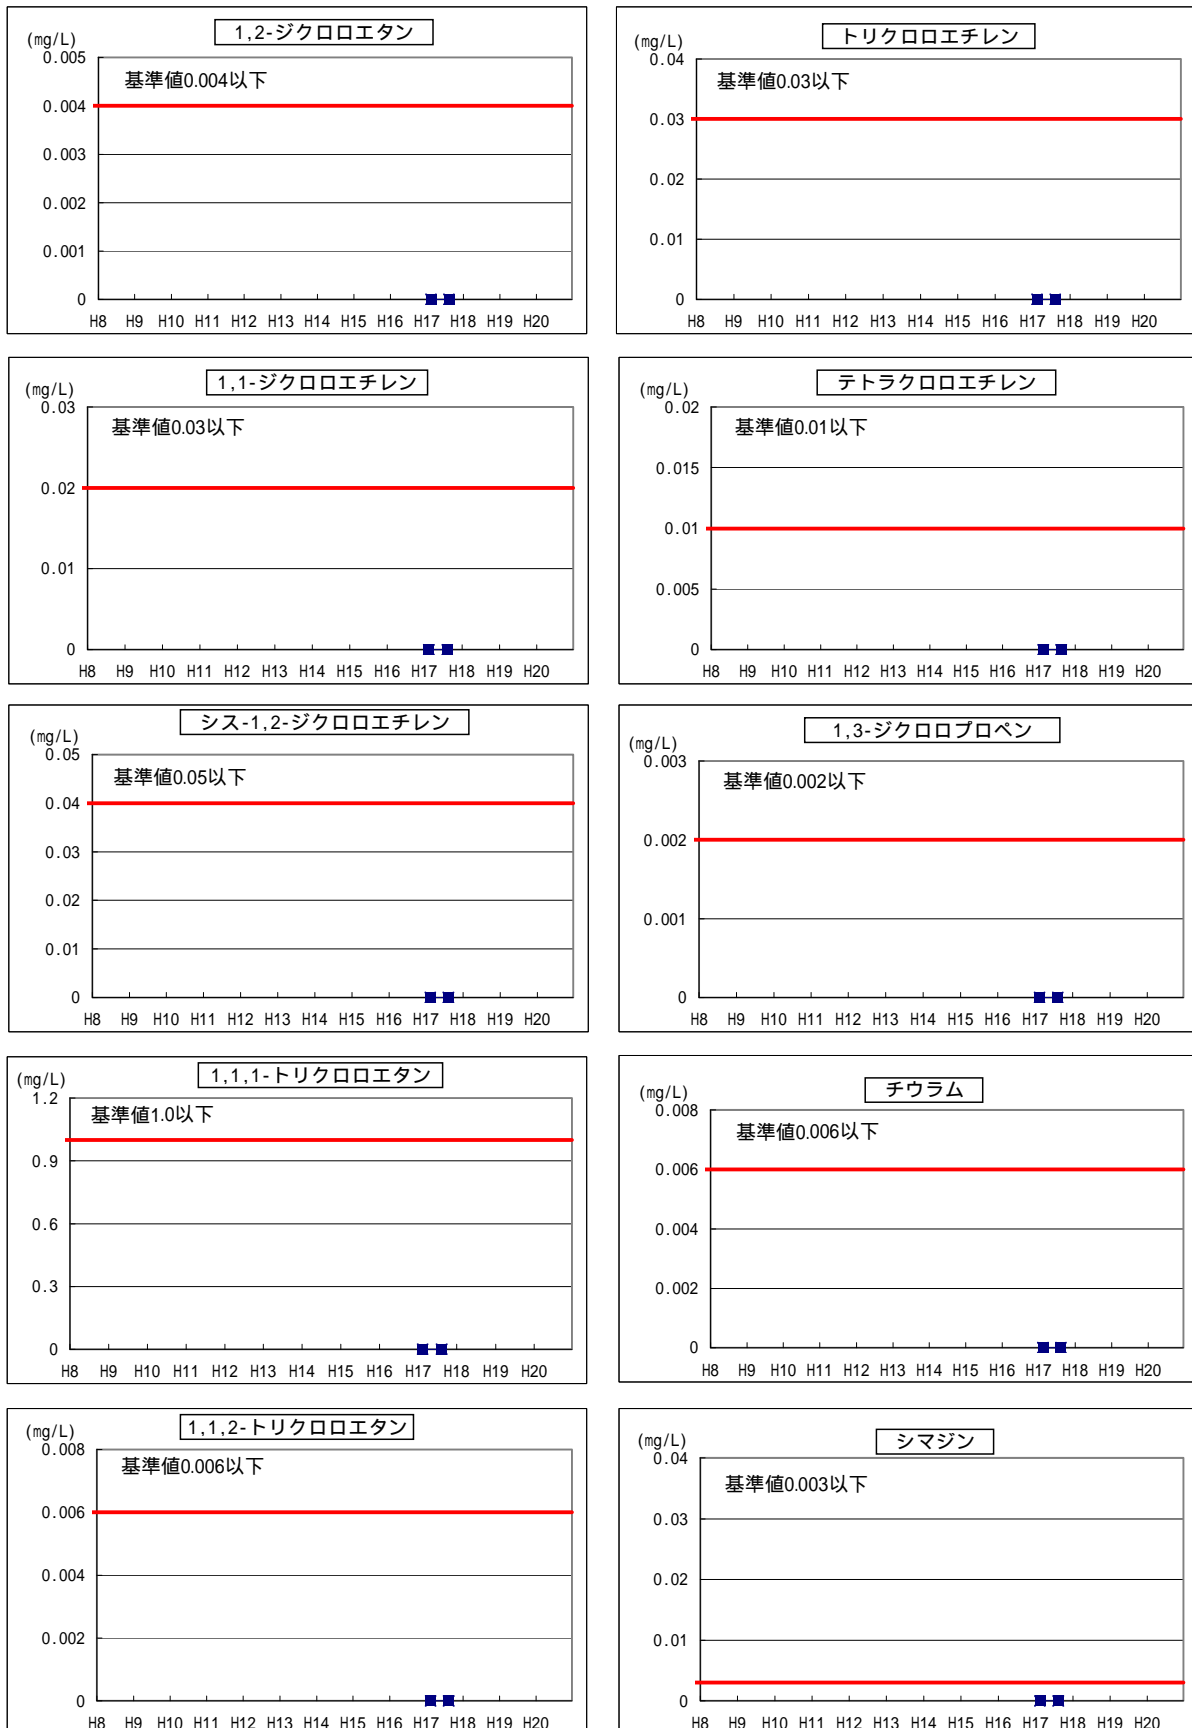 1,2-ジクロロエタン
(mg/L)
0.005
基準値0.004以下
0.004
0.003
0.002
0.001
0
H8 H9 H10 H11 H12 H13 H14 H15 H16 H17 H18 H19 H20
トリクロロエチレン
(mg/L)
0.04
基準値0.03以下
0.03
0.02
0.01
0
H8 H9 H10 H11 H12 H13 H14 H15 H16 H17 H18 H19 H20
1,1-ジクロロエチレン
(mg/L)
0.03
基準値0.03以下
0.02
0.01
0
H8 H9 H10 H11 H12 H13 H14 H15 H16 H17 H18 H19 H20
テトラクロロエチレン
(mg/L)
0.02
基準値0.01以下
0.015
0.01
0.005
0
H8 H9 H10 H11 H12 H13 H14 H15 H16 H17 H18 H19 H20
シス-1,2-ジクロロエチレン
(mg/L)
0.05
基準値0.05以下
0.04
0.03
0.02
0.01
0
H8 H9 H10 H11 H12 H13 H14 H15 H16 H17 H18 H19 H20
1,3-ジクロロプロペン
(mg/L)
0.003
基準値0.002以下
0.002
0.001
0
H8 H9 H10 H11 H12 H13 H14 H15 H16 H17 H18 H19 H20
1,1,1-トリクロロエタン
(mg/L)
1.2
基準値1.0以下
0.9
0.6
0.3
0
H8 H9 H10 H11 H12 H13 H14 H15 H16 H17 H18 H19 H20
チウラム
(mg/L)
0.008
基準値0.006以下
0.006
0.004
0.002
0
H8 H9 H10 H11 H12 H13 H14 H15 H16 H17 H18 H19 H20
1,1,2-トリクロロエタン
(mg/L)
0.008
基準値0.006以下
0.006
0.004
0.002
0
H8 H9 H10 H11 H12 H13 H14 H15 H16 H17 H18 H19 H20
シマジン
(mg/L)
0.04
基準値0.003以下
0.03
0.02
0.01
0
H8 H9 H10 H11 H12 H13 H14 H15 H16 H17 H18 H19 H20